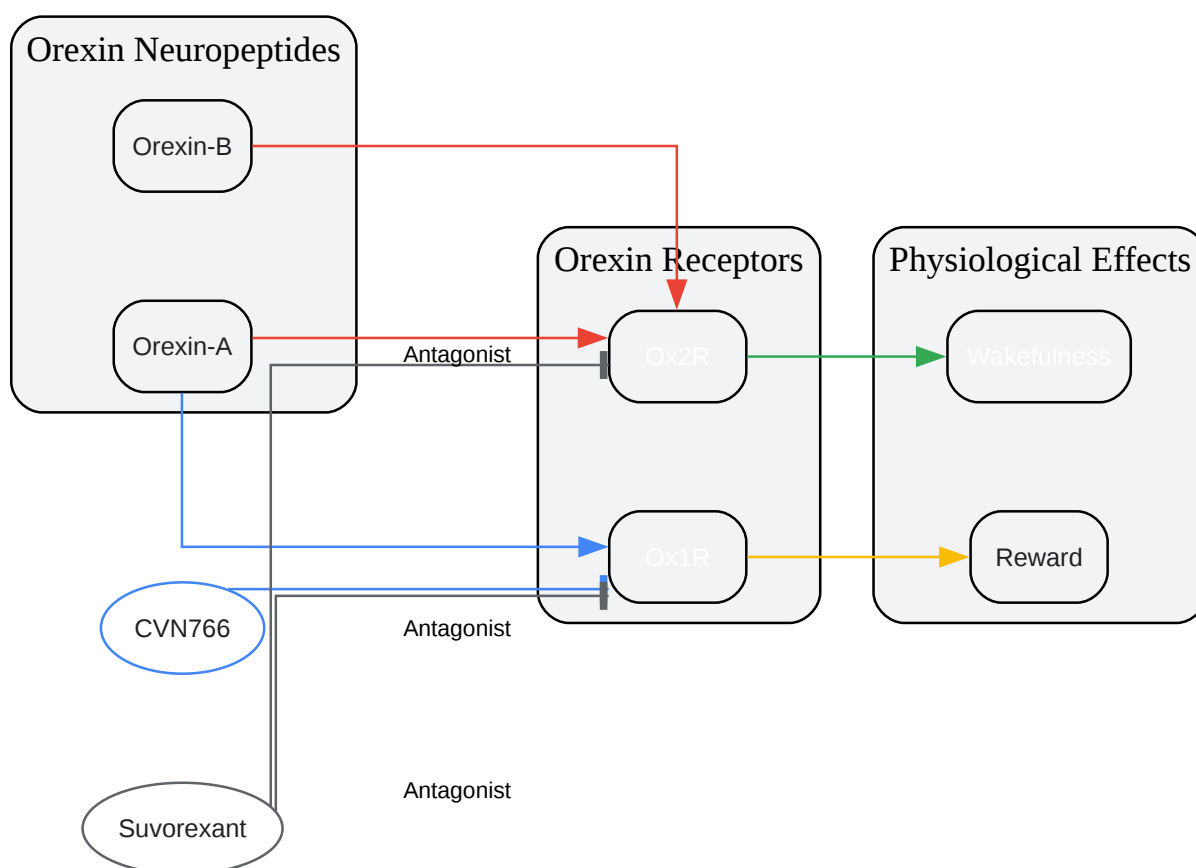 Orexin Neuropeptides
Orexin-B
Orexin Receptors
Physiological Effects
Orexin-A
Antagonist
Ox2R
Wakefulness
Ox1R
Reward
CVN766
Antagonist
Antagonist
Suvorexant